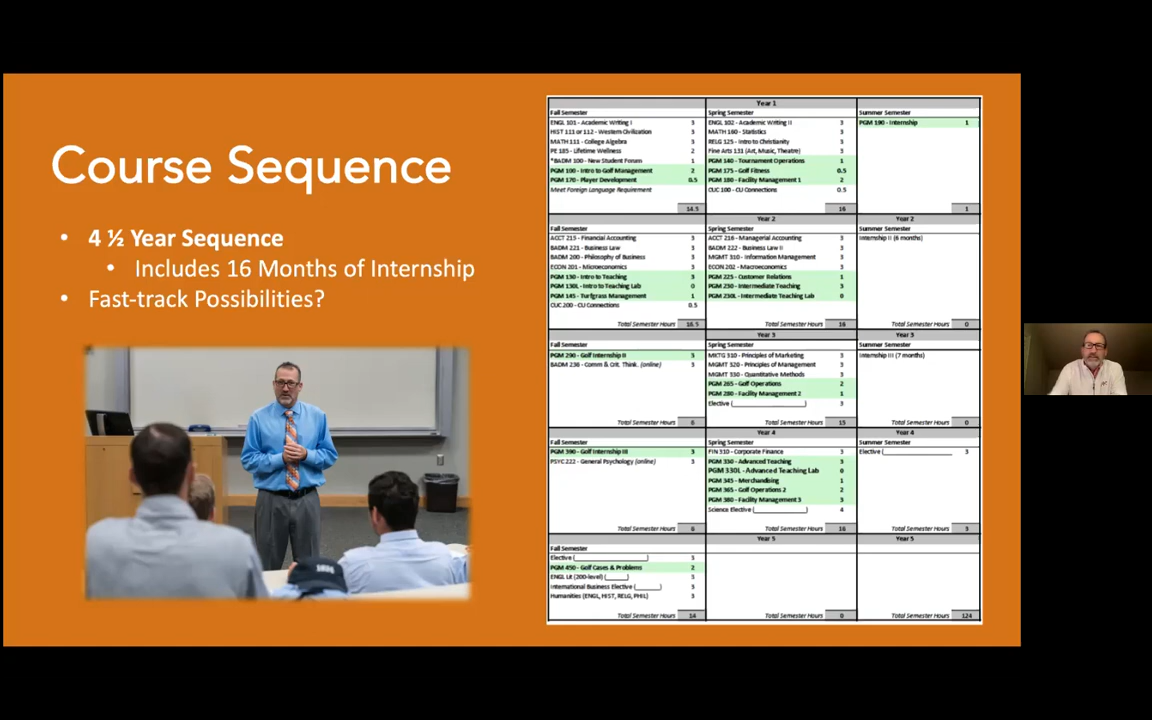 Course Sequence
• 4 ½ Year Sequence
• Includes 16 Months of Internship
• Fast-track Possibilities?
Year 1
Fall Semester
ENGL 101 - Academic Writing I 3
HIST 111 or 112 - Western Civilization 3
MATH 111 - College Algebra 3
PE 185 - Lifetime Wellness 2
*BADM 100 - New Student Forum 1
PGM 100 - Intro to Golf Management 2
PGM 170 - Player Development 0.5
Meet Foreign Language Requirement
14.5
Spring Semester
ENGL 102 - Academic Writing II 3
MATH 160 - Statistics 3
RELG 125 - Intro to Christianity 3
Fine Arts 131 (Art, Music, Theatre) 3
PGM 140 - Tournament Operations 1
PGM 175 - Golf Fitness 0.5
PGM 180 - Facility Management 1 2
CUC 100 - CU Connections 0.5
16
Summer Semester
PGM 190 - Internship 1
1
Year 2
Fall Semester
ACCT 213 - Financial Accounting 3
BADM 221 - Business Law 3
BADM 200 - Philosophy of Business 3
ECON 201 - Microeconomics 3
PGM 130 - Intro to Teaching 3
PGM 130L - Intro to Teaching Lab 0
PGM 145 - Turfgrass Management 1
CUC 200 - CU Connections 0.5
Total Semester Hours 16.5
Spring Semester
ACCT 214 - Managerial Accounting 3
BADM 222 - Business Law II 3
MGMT 310 - Information Management 3
ECON 202 - Macroeconomics 3
PGM 225 - Customer Relations 1
PGM 230 - Intermediate Teaching 3
PGM 230L - Intermediate Teaching Lab 0
Total Semester Hours 16
Year 2
Summer Semester
Internship II (6 months)
Total Semester Hours 0
Year 3
Fall Semester
PGM 290 - Golf Internship II 3
BADM 236 - Comm & Crit. Think. (online) 3
Total Semester Hours 6
Spring Semester
MKTG 310 - Principles of Marketing 3
MGMT 320 - Principles of Management 3
MGMT 330 - Quantitative Methods 3
PGM 265 - Golf Operations 2
PGM 280 - Facility Management 2 1
Elective (____________________) 3
Total Semester Hours 15
Year 3
Summer Semester
Internship III (7 months)
Total Semester Hours 0
Year 4
Fall Semester
PGM 390 - Golf Internship III 3
PSYC 222 - General Psychology (online) 3
Total Semester Hours 6
Spring Semester
FIN 310 - Corporate Finance 3
PGM 330 - Advanced Teaching 3
PGM 330L - Advanced Teaching Lab 0
PGM 345 - Merchandising 1
PGM 365 - Golf Operations 2 2
PGM 380 - Facility Management 3 3
Science Elective (______________) 4
Total Semester Hours 16
Year 4
Summer Semester
Elective (____________________ 3
Total Semester Hours 3
Fall Semester
Elective (____________________) 3
PGM 450 - Golf Cases & Problems 2
ENGL Lit (200-level) (______) 3
International Business Elective (_______) 3
Humanities (ENGL, HIST, RELG, PHIL) 3
Total Semester Hours 14
Year 5
Total Semester Hours 0
Year 5
Total Semester Hours 124